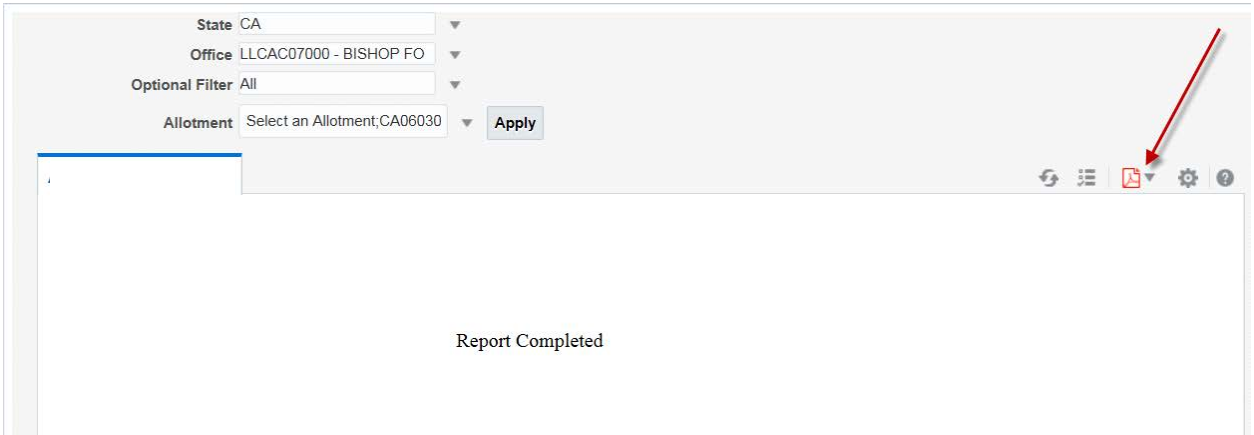 State CA
Office LLCAC07000 - BISHOP FO
Optional Filter All
Allotment Select an Allotment;CA06030 Apply
Report Completed